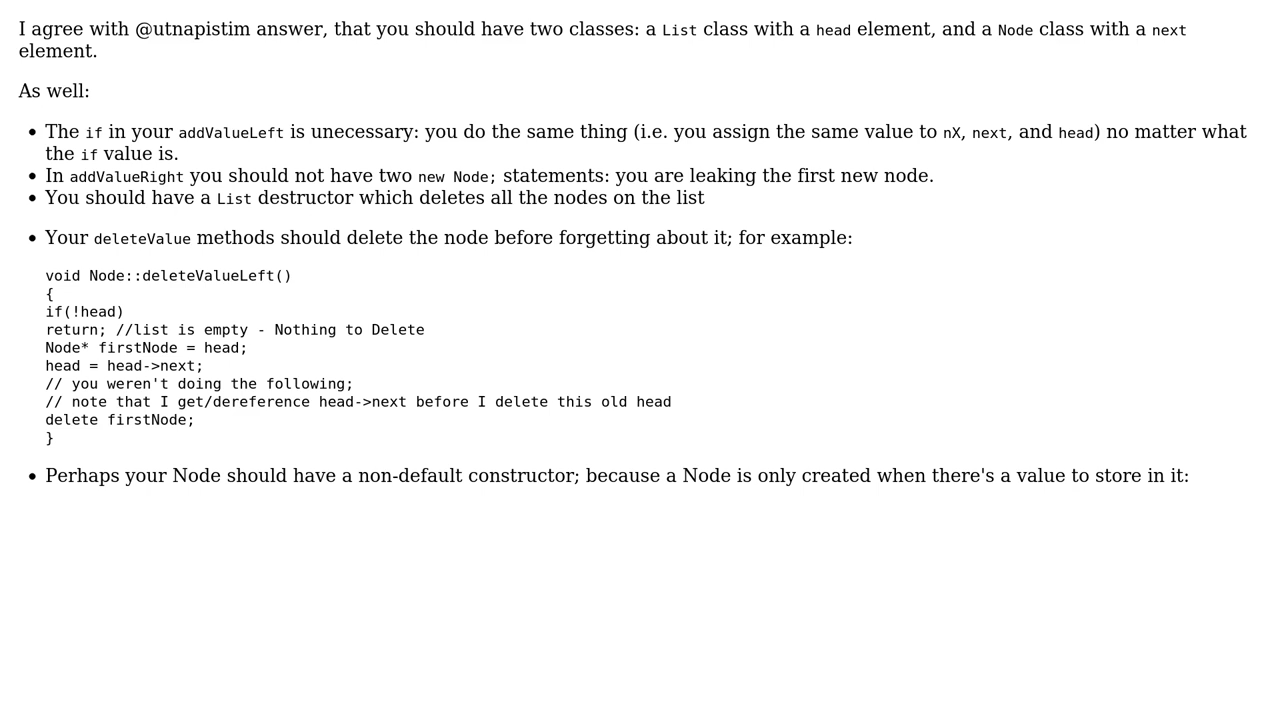 I agree with @utnapistim answer, that you should have two classes: a List class with a head element, and a Node class with a next
element.
As well:
• The if in your addValueLeft is unecessary: you do the same thing (i.e. you assign the same value to nX, next, and head) no matter what
the if value is.
• In addValueRight you should not have two new Node; statements: you are leaking the first new node.
• You should have a List destructor which deletes all the nodes on the list
• Your deleteValue methods should delete the node before forgetting about it; for example:
void Node::deleteValueLeft()
{
if(!head)
return; //list is empty - Nothing to Delete
Node* firstNode = head;
head = head->next;
// you weren't doing the following;
// note that I get/dereference head->next before I delete this old head
delete firstNode;
}
• Perhaps your Node should have a non-default constructor; because a Node is only created when there's a value to store in it: